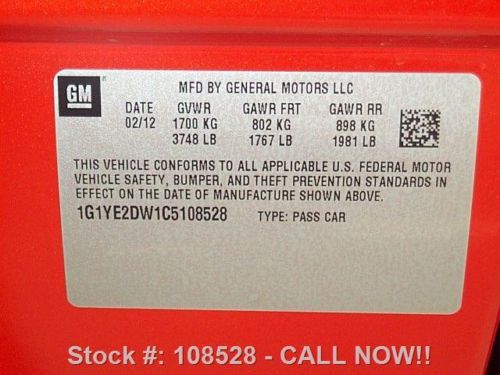 GM
MFD BY GENERAL MOTORS LLC
DATE GVWR GAWR FRT GAWR RR
02/12 1700 KG 802 KG 898 KG
3748 LB 1767 LB 1981 LB
THIS VEHICLE CONFORMS TO ALL APPLICABLE U.S. FEDERAL MOTOR
VEHICLE SAFETY, BUMPER, AND THEFT PREVENTION STANDARDS IN
EFFECT ON THE DATE OF MANUFACTURE SHOWN ABOVE.
1G1YE2DW1C5108528 TYPE: PASS CAR
Stock #: 108528 - CALL NOW!!